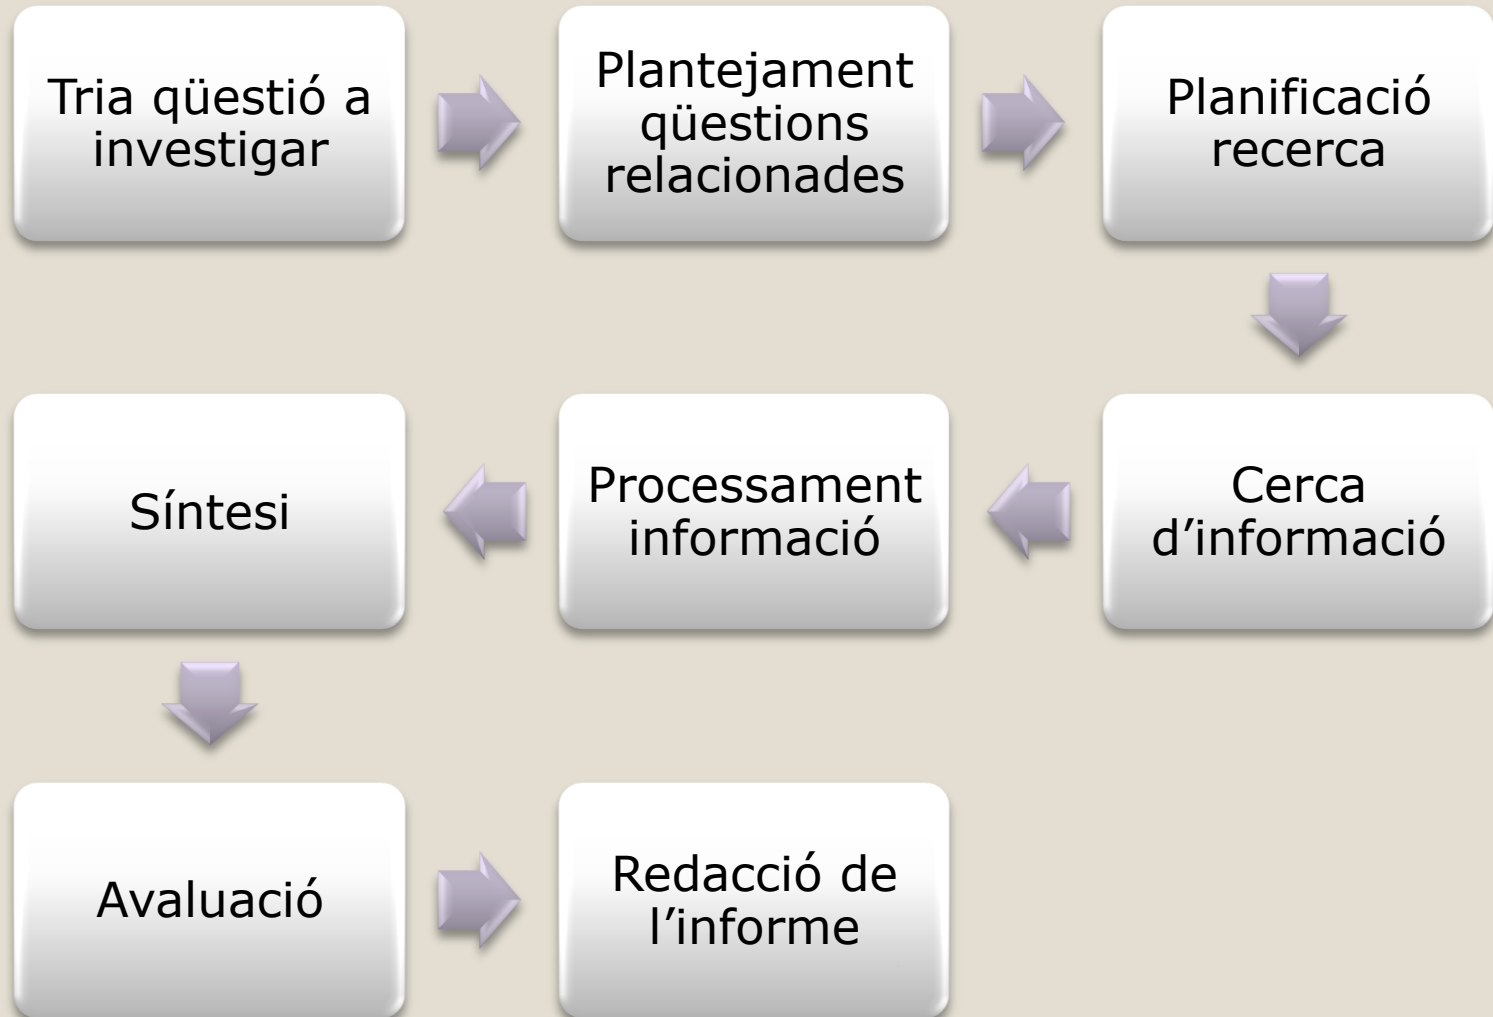 Tria qüestió a
investigar
Plantejament
qüestions
relacionades
Planificació
recerca
Cerca
d’informació
Processament
informació
Síntesi
Avaluació
Redacció de
l’informe